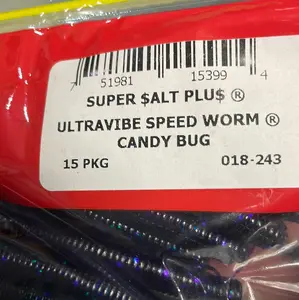 7 51981 15399 4
SUPER $ALT PLU$ ®
ULTRAVIBE SPEED WORM ®
CANDY BUG
15 PKG 018-243